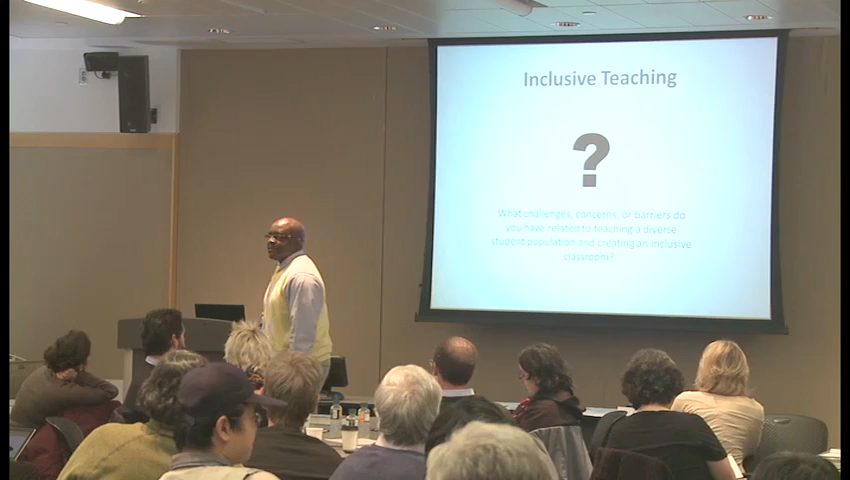 Inclusive Teaching
?
What challenges, concerns, or barriers do
you have related to teaching a diverse
student population and creating an inclusive
classroom?